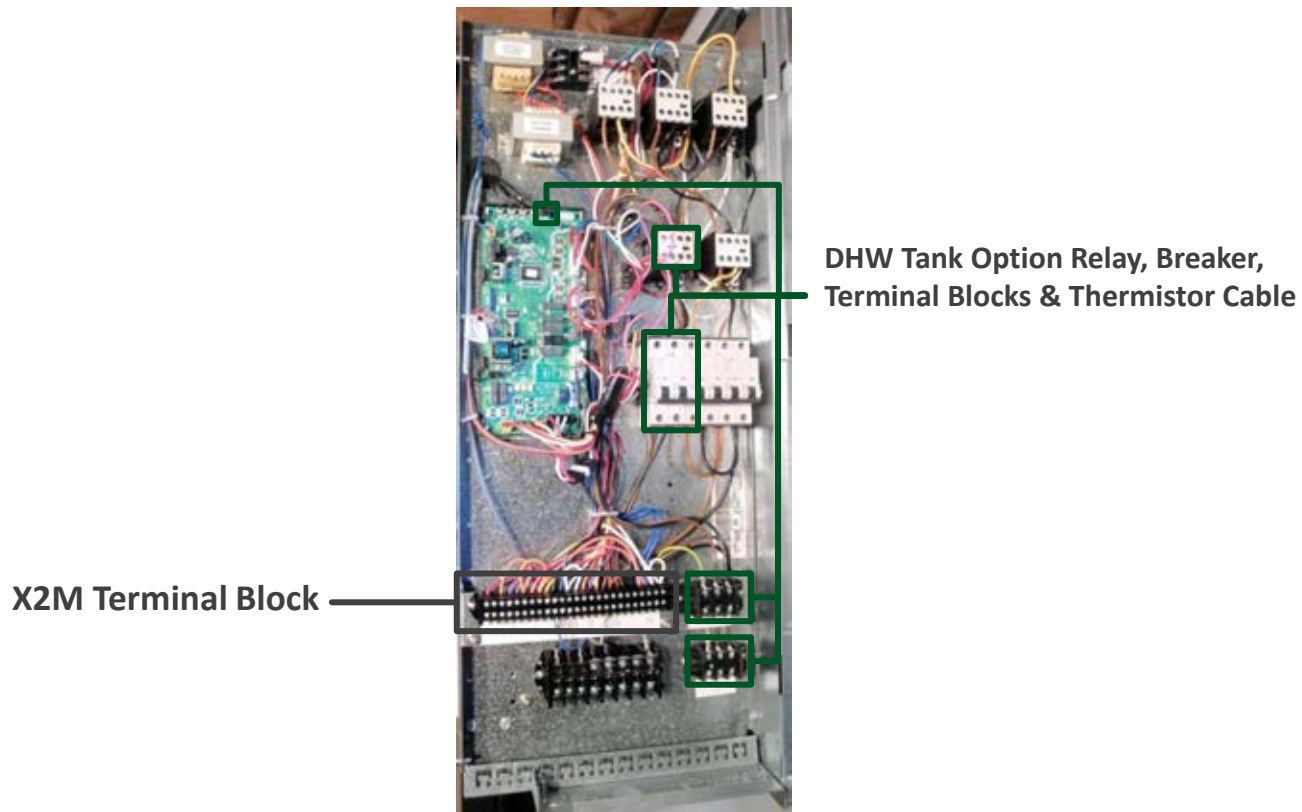 DHW Tank Option Relay, Breaker,
Terminal Blocks & Thermistor Cable
X2M Terminal Block